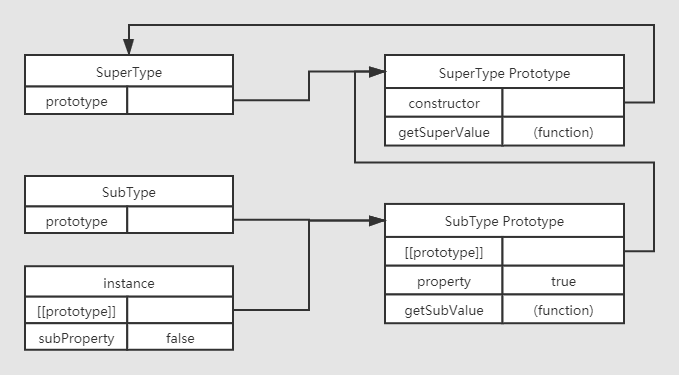 SuperType
prototype
SuperType Prototype
constructor
getSuperValue (function)
SubType
prototype
SubType Prototype
[[prototype]]
property true
getSubValue (function)
instance
[[prototype]]
subProperty false